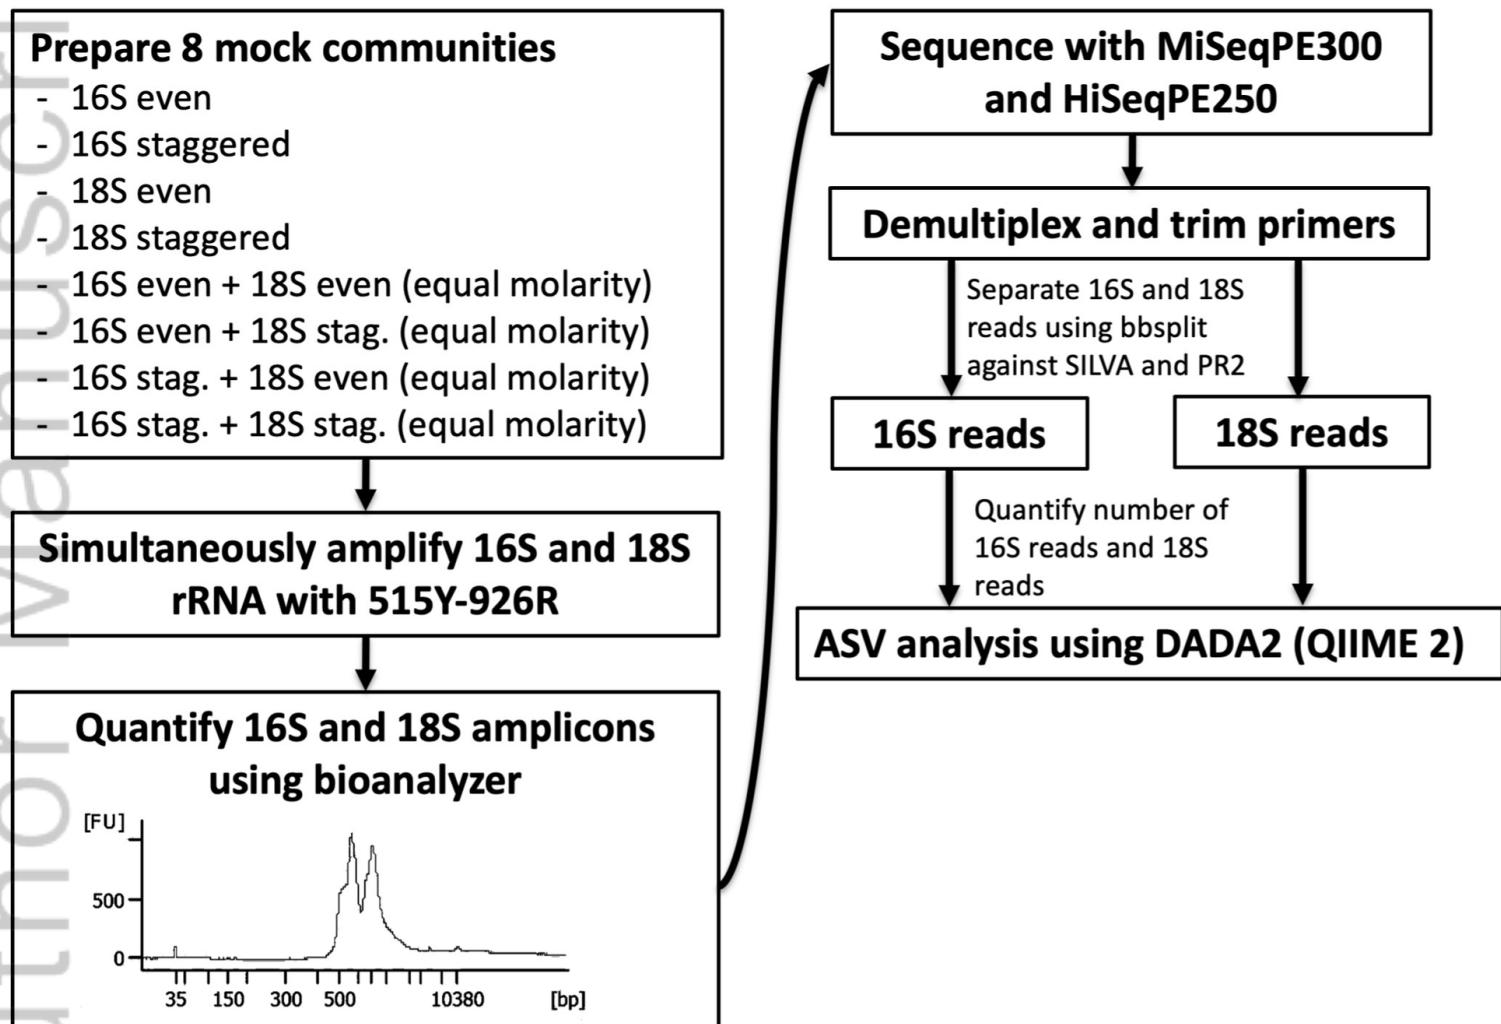 Prepare 8 mock communities
- 16S even
- 16S staggered
- 18S even
- 18S staggered
- 16S even + 18S even (equal molarity)
- 16S even + 18S stag. (equal molarity)
- 16S stag. + 18S even (equal molarity)
- 16S stag. + 18S stag. (equal molarity)
Simultaneously amplify 16S and 18S
rRNA with 515Y-926R
Quantify 16S and 18S amplicons
using bioanalyzer
[FU]
500
0
35 150 300 500 10380 [bp]
Sequence with MiSeqPE300
and HiSeqPE250
Demultiplex and trim primers
Separate 16S and 18S
reads using bbsplit
against SILVA and PR2
16S reads
18S reads
Quantify number of
16S reads and 18S
reads
ASV analysis using DADA2 (QIIME 2)